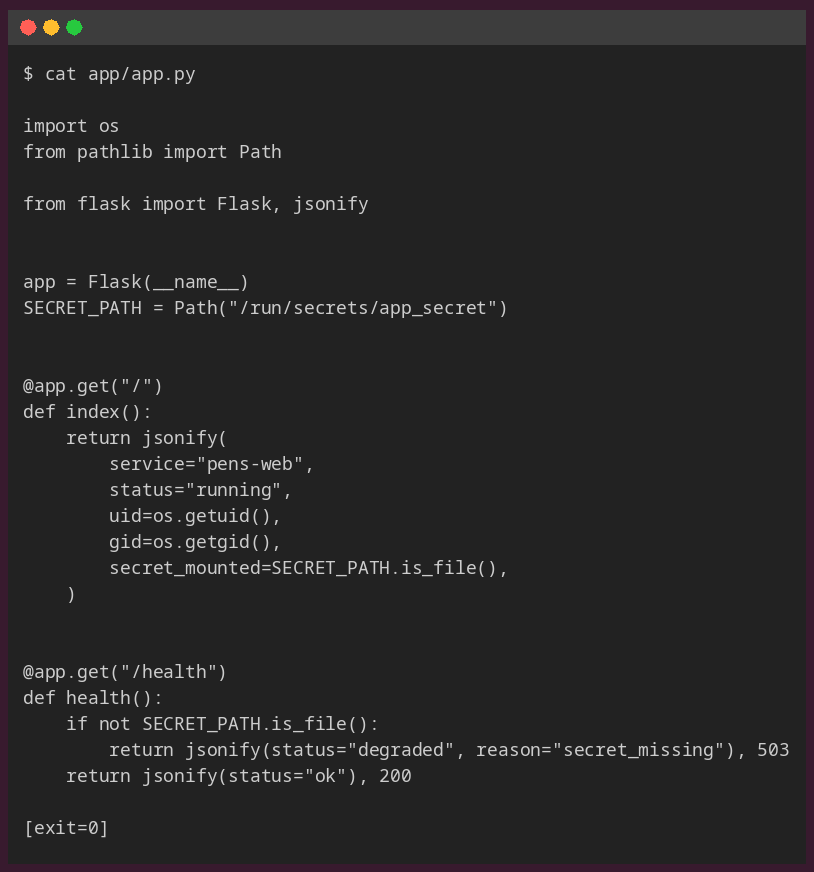 $ cat app/app.py

import os
from pathlib import Path

from flask import Flask, jsonify


app = Flask(__name__)
SECRET_PATH = Path("/run/secrets/app_secret")


@app.get("/")
def index():
    return jsonify(
        service="pens-web",
        status="running",
        uid=os.getuid(),
        gid=os.getgid(),
        secret_mounted=SECRET_PATH.is_file(),
    )


@app.get("/health")
def health():
    if not SECRET_PATH.is_file():
        return jsonify(status="degraded", reason="secret_missing"), 503
    return jsonify(status="ok"), 200

[exit=0]